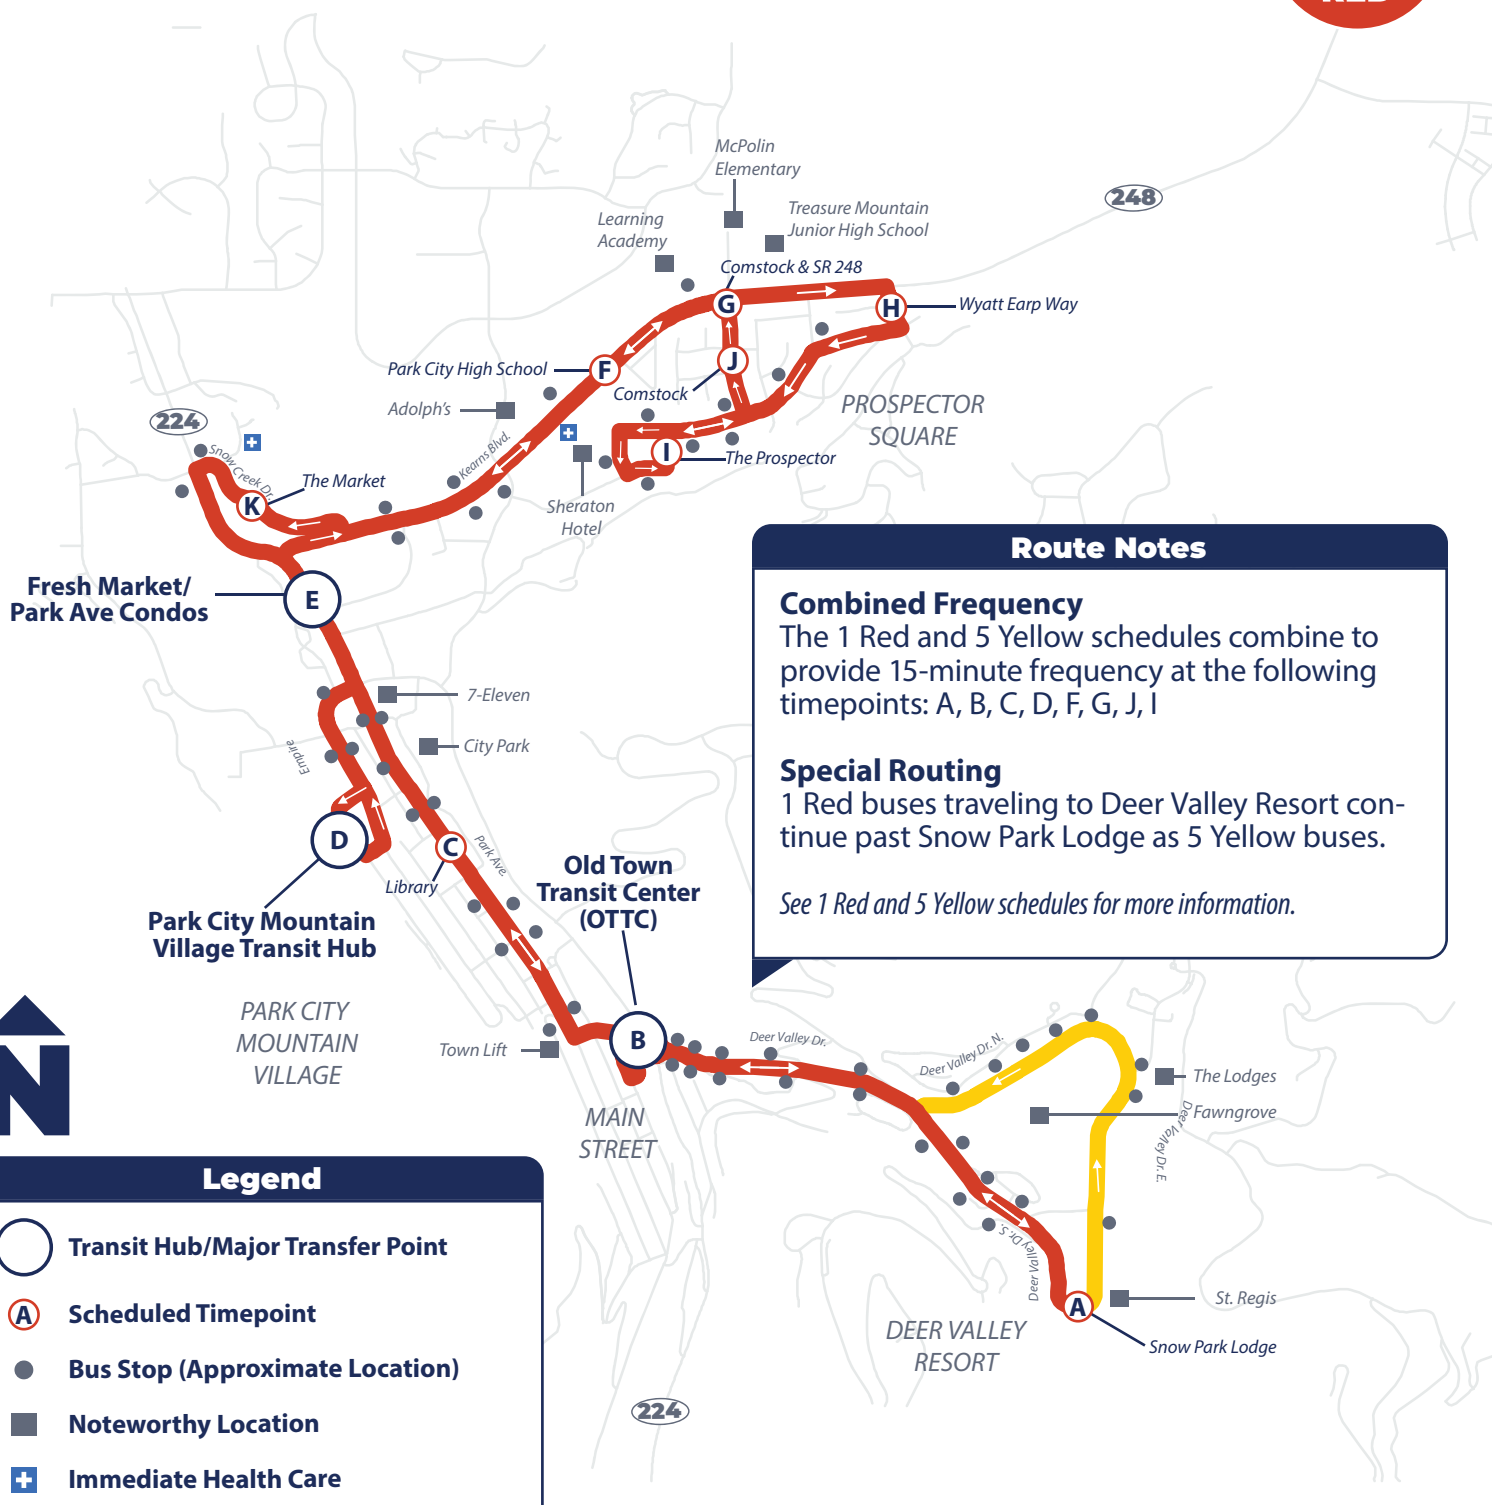 McPolin
Elementary
248
Treasure Mountain
Junior High School
Learning
Academy
Comstock & SR 248
G
H
Wyatt Earp Way
J
Park City High School
F
Comstock
Adolph's
PROSPECTOR
SQUARE
224
Kearns Blvd.
Snow Creek Dr.
I
The Prospector
The Market
K
Sheraton
Hotel
Fresh Market/
Park Ave Condos
E
7-Eleven
City Park
Empire
D
C
Park Ave.
Library
Old Town
Transit Center
(OTTC)
Park City Mountain
Village Transit Hub
Route Notes
Combined Frequency
The 1 Red and 5 Yellow schedules combine to
provide 15-minute frequency at the following
timepoints: A, B, C, D, F, G, J, I
Special Routing
1 Red buses traveling to Deer Valley Resort con-
tinue past Snow Park Lodge as 5 Yellow buses.
See 1 Red and 5 Yellow schedules for more information.
PARK CITY
MOUNTAIN
VILLAGE
N
B
Town Lift
Deer Valley Dr.
Deer Valley Dr. N.
The Lodges
Fawngrove
Deer Valley Dr. E.
MAIN
STREET
Deer Valley Dr. S.
St. Regis
A
Snow Park Lodge
DEER VALLEY
RESORT
224
Legend
Transit Hub/Major Transfer Point
A Scheduled Timepoint
Bus Stop (Approximate Location)
Noteworthy Location
Immediate Health Care